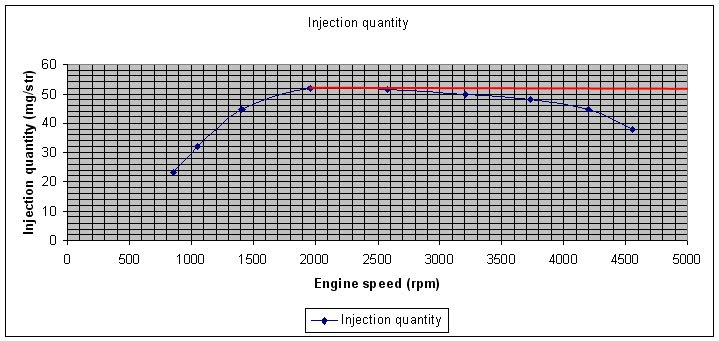 Injection quantity
Injection quantity (mg/str)
60
50
40
30
20
10
0
0 500 1000 1500 2000 2500 3000 3500 4000 4500 5000
Engine speed (rpm)
Injection quantity